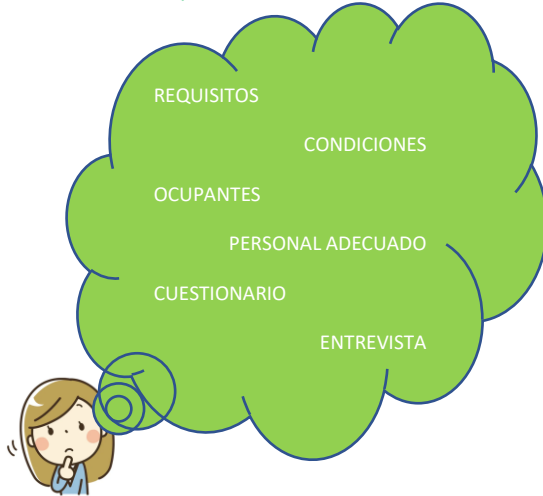 REQUISITOS
CONDICIONES
OCUPANTES
PERSONAL ADECUADO
CUESTIONARIO
ENTREVISTA